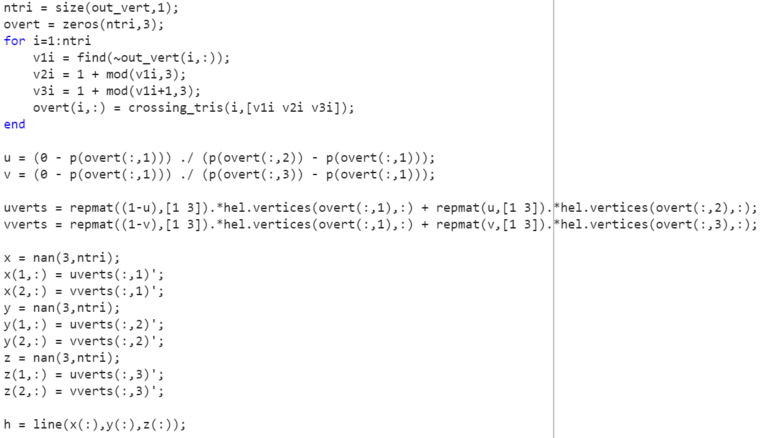 ntri = size(out_vert,1);
overt = zeros(ntri,3);
for i=1:ntri
    v1i = find(~out_vert(i,:));
    v2i = 1 + mod(v1i,3);
    v3i = 1 + mod(v1i+1,3);
    overt(i,:) = crossing_tris(i,[v1i v2i v3i]);
end
u = (0 - p(overt(:,1))) ./ (p(overt(:,2)) - p(overt(:,1)));
v = (0 - p(overt(:,1))) ./ (p(overt(:,3)) - p(overt(:,1)));
uverts = repmat((1-u),[1 3]).*hel.vertices(overt(:,1),:) + repmat(u,[1 3]).*hel.vertices(overt(:,2),:);
vverts = repmat((1-v),[1 3]).*hel.vertices(overt(:,1),:) + repmat(v,[1 3]).*hel.vertices(overt(:,3),:);
x = nan(3,ntri);
x(1,:) = uverts(:,1)';
x(2,:) = vverts(:,1)';
y = nan(3,ntri);
y(1,:) = uverts(:,2)';
y(2,:) = vverts(:,2)';
z = nan(3,ntri);
z(1,:) = uverts(:,3)';
z(2,:) = vverts(:,3)';
h = line(x(:),y(:),z(:));